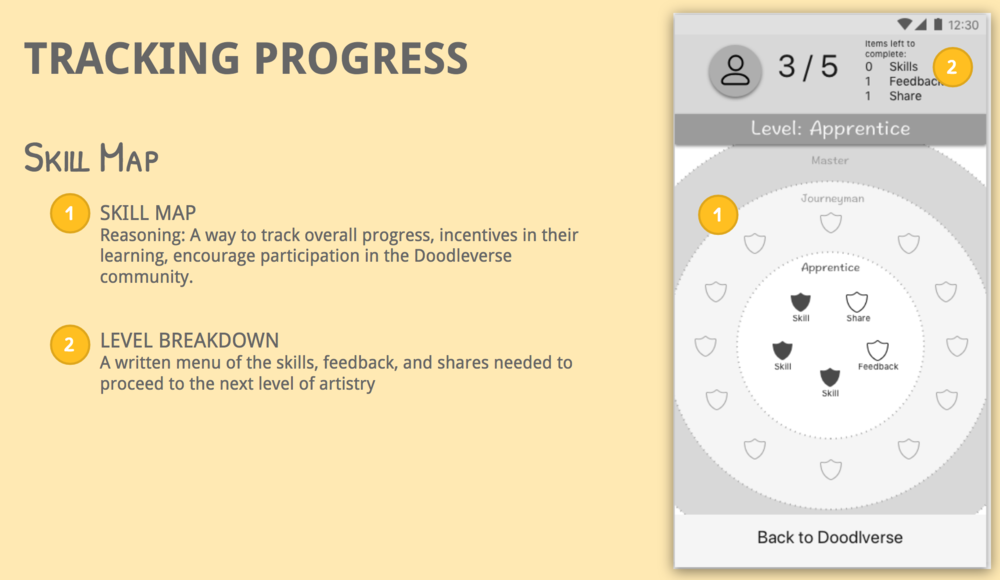 TRACKING PROGRESS
SKILL MAP
1 SKILL MAP
Reasoning: A way to track overall progress, incentives in their
learning, encourage participation in the Doodleverse
community.
2 LEVEL BREAKDOWN
A written menu of the skills, feedback, and shares needed to
proceed to the next level of artistry
12:30
3 / 5
Items left to
complete:
0 Skills
1 Feedback
1 Share
2
Level: Apprentice
Master
1
Journeyman
Apprentice
Skill Share
Skill Feedback
Skill
Back to Doodlverse